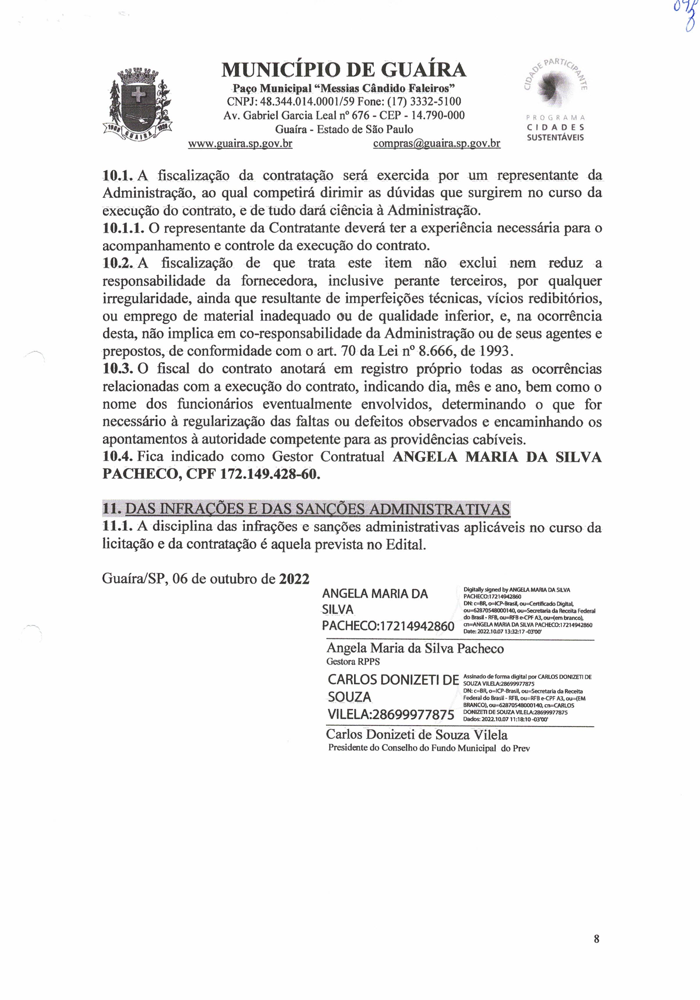 MUNICÍPIO DE GUAÍRA
Paço Municipal “Messias Cândido Faleiros”
CNPJ: 48.344.014.0001/59 Fone: (17) 3332-5100
Av. Gabriel Garcia Leal nº 676 - CEP - 14.790-000
Guaíra - Estado de São Paulo
www.guaira.sp.gov.br compras@guaira.sp.gov.br
1908 GUAIRA 1928
CIDADE PARTICIPANTE
PROGRAMA
CIDADES
SUSTENTÁVEIS
10.1. A fiscalização da contratação será exercida por um representante da
Administração, ao qual competirá dirimir as dúvidas que surgirem no curso da
execução do contrato, e de tudo dará ciência à Administração.
10.1.1. O representante da Contratante deverá ter a experiência necessária para o
acompanhamento e controle da execução do contrato.
10.2. A fiscalização de que trata este item não exclui nem reduz a
responsabilidade da fornecedora, inclusive perante terceiros, por qualquer
irregularidade, ainda que resultante de imperfeições técnicas, vícios redibitórios,
ou emprego de material inadequado ou de qualidade inferior, e, na ocorrência
desta, não implica em co-responsabilidade da Administração ou de seus agentes e
prepostos, de conformidade com o art. 70 da Lei nº 8.666, de 1993.
10.3. O fiscal do contrato anotará em registro próprio todas as ocorrências
relacionadas com a execução do contrato, indicando dia, mês e ano, bem como o
nome dos funcionários eventualmente envolvidos, determinando o que for
necessário à regularização das faltas ou defeitos observados e encaminhando os
apontamentos à autoridade competente para as providências cabíveis.
10.4. Fica indicado como Gestor Contratual ANGELA MARIA DA SILVA
PACHECO, CPF 172.149.428-60.
11. DAS INFRAÇÕES E DAS SANÇÕES ADMINISTRATIVAS
11.1. A disciplina das infrações e sanções administrativas aplicáveis no curso da
licitação e da contratação é aquela prevista no Edital.
Guaíra/SP, 06 de outubro de 2022
ANGELA MARIA DA
SILVA
PACHECO:17214942860
Digitally signed by ANGELA MARIA DA SILVA
PACHECO:17214942860
DN: c=BR, o=ICP-Brasil, ou=Certificado Digital,
ou=62870548000140, ou=Secretaria da Receita Federal
do Brasil - RFB, ou=RFB e-CPF A3, ou=(em branco),
cn=ANGELA MARIA DA SILVA PACHECO:17214942860
Date: 2022.10.07 13:32:17 -03'00'
Angela Maria da Silva Pacheco
Gestora RPPS
CARLOS DONIZETI DE
SOUZA
VILELA:28699977875
Assinado de forma digital por CARLOS DONIZETI DE
SOUZA VILELA:28699977875
DN: c=BR, o=ICP-Brasil, ou=Secretaria da Receita
Federal do Brasil - RFB, ou=RFB e-CPF A3, ou=(EM
BRANCO), ou=62870548000140, cn=CARLOS
DONIZETI DE SOUZA VILELA:28699977875
Dados: 2022.10.07 11:18:10 -03'00'
Carlos Donizeti de Souza Vilela
Presidente do Conselho do Fundo Municipal do Prev
8